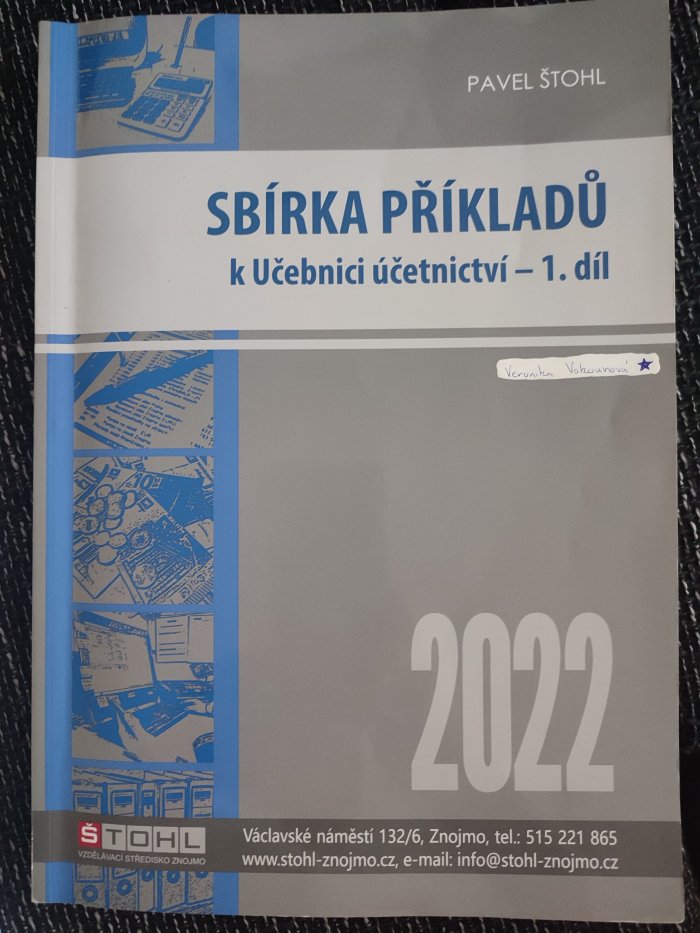 PAVEL ŠTOHL
SBÍRKA PŘÍKLADŮ
k Učebnici účetnictví – 1. díl
Veronika Vokounová
2022
ŠTOHL
VZDĚLÁVACÍ STŘEDISKO ZNOJMO
Václavské náměstí 132/6, Znojmo, tel.: 515 221 865
www.stohl-znojmo.cz, e-mail: info@stohl-znojmo.cz